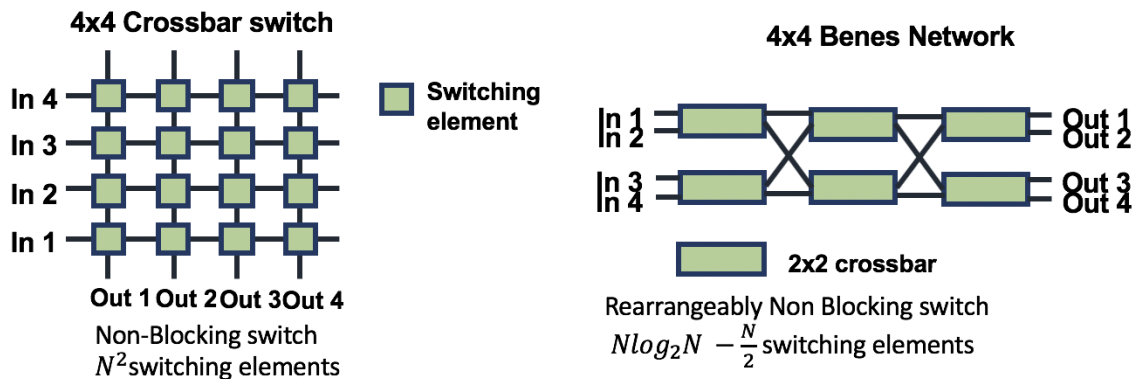 4x4 Crossbar switch
In 4
In 3
In 2
In 1
Out 1 Out 2 Out 3 Out 4
Switching
element
Non-Blocking switch
N² switching elements
4x4 Benes Network
In 1
In 2
In 3
In 4
Out 1
Out 2
Out 3
Out 4
2x2 crossbar
Rearrangeably Non Blocking switch
Nlog₂N − N/2 switching elements